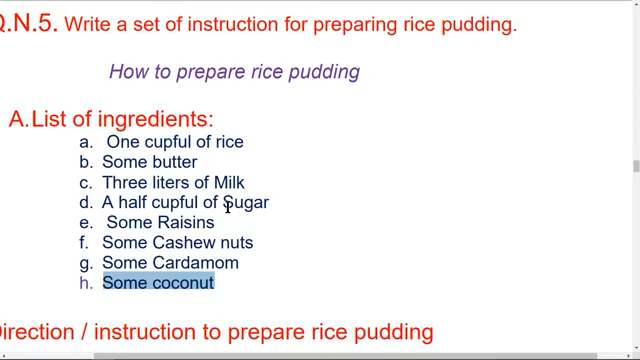 Q.N.5. Write a set of instruction for preparing rice pudding.
How to prepare rice pudding
A. List of ingredients:
a. One cupful of rice
b. Some butter
c. Three liters of Milk
d. A half cupful of Sugar
e. Some Raisins
f. Some Cashew nuts
g. Some Cardamom
h. Some coconut
Direction / instruction to prepare rice pudding